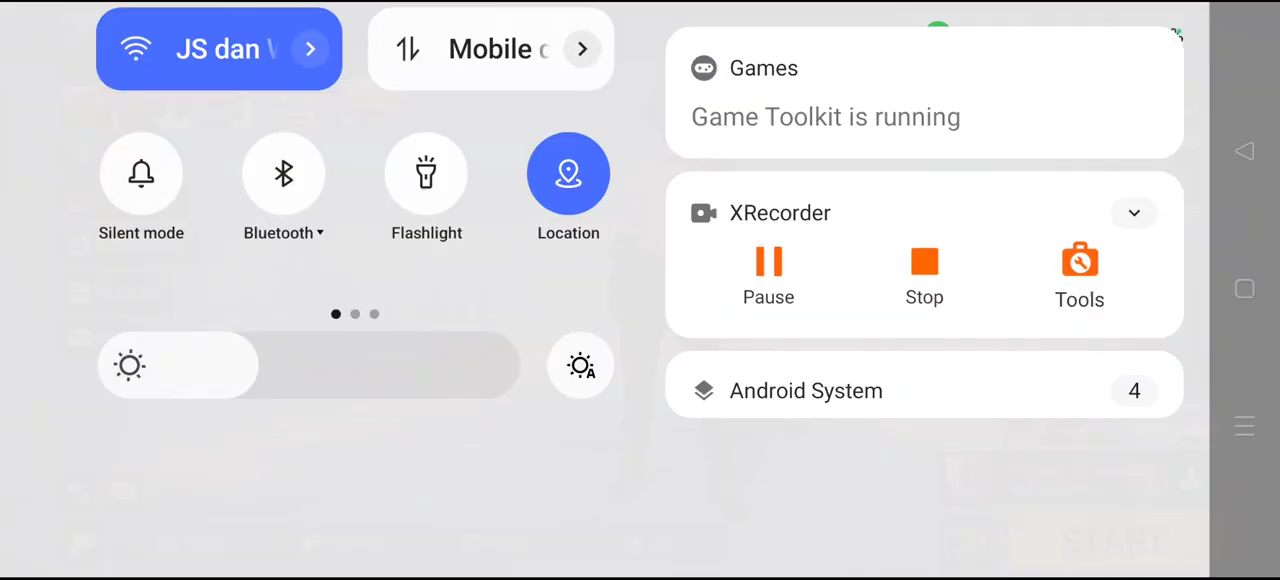 JS dan
Mobile
Silent mode
Bluetooth
Flashlight
Location
Games
Game Toolkit is running
XRecorder
Pause
Stop
Tools
Android System
4
START